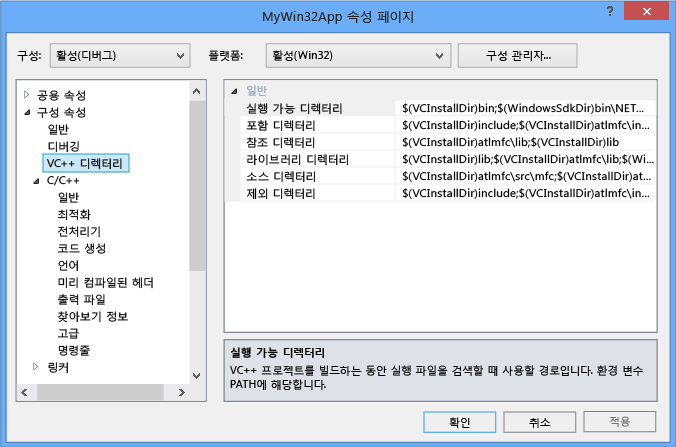 MyWin32App 속성 페이지
구성: 활성(디버그) 플랫폼: 활성(Win32) 구성 관리자...
공용 속성
구성 속성
일반
디버깅
VC++ 디렉터리
C/C++
일반
최적화
전처리기
코드 생성
언어
미리 컴파일된 헤더
출력 파일
찾아보기 정보
고급
명령줄
링커
일반
실행 가능 디렉터리 $(VCInstallDir)bin;$(WindowsSdkDir)bin\NET...
포함 디렉터리 $(VCInstallDir)include;$(VCInstallDir)atlmfc\in...
참조 디렉터리 $(VCInstallDir)atlmfc\lib;$(VCInstallDir)lib
라이브러리 디렉터리 $(VCInstallDir)lib;$(VCInstallDir)atlmfc\lib;$(Wi...
소스 디렉터리 $(VCInstallDir)atlmfc\src\mfc;$(VCInstallDir)at...
제외 디렉터리 $(VCInstallDir)include;$(VCInstallDir)atlmfc\in...
실행 가능 디렉터리
VC++ 프로젝트를 빌드하는 동안 실행 파일을 검색할 때 사용할 경로입니다. 환경 변수
PATH에 해당합니다.
확인 취소 적용